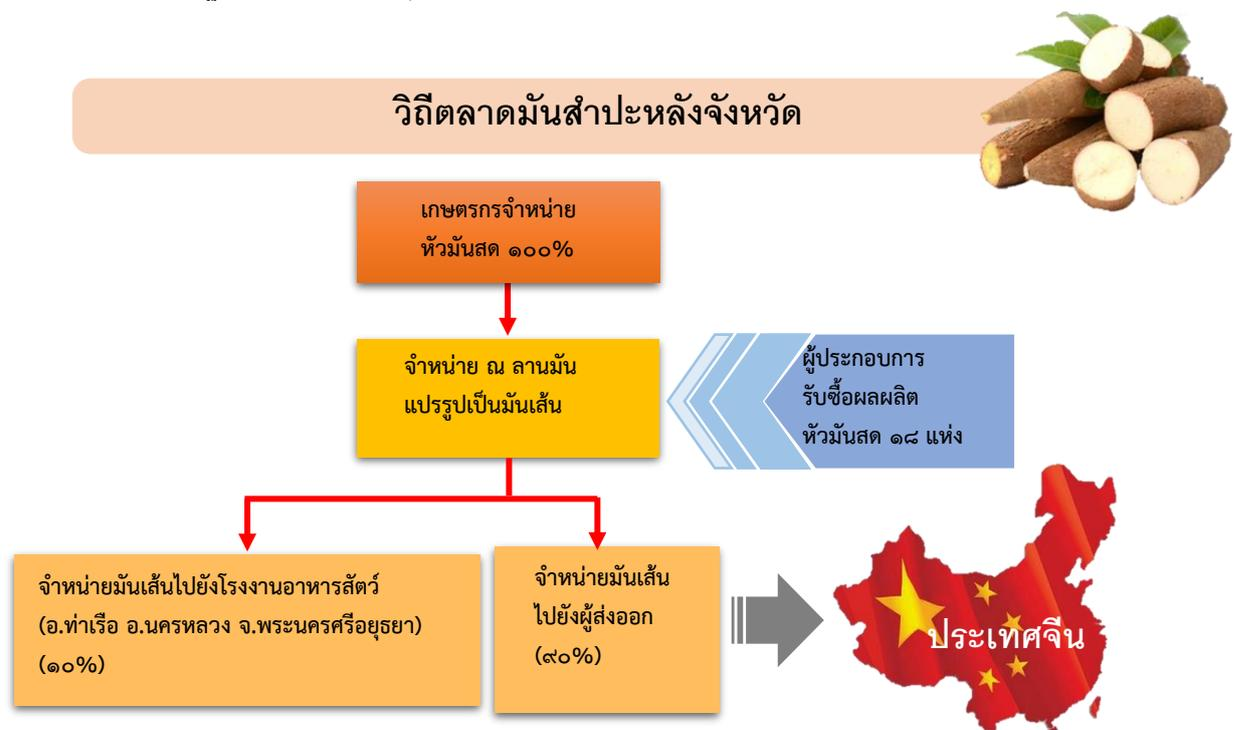 วิถีตลาดมันสำปะหลังจังหวัด
เกษตรกรจำหน่าย
หัวมันสด ๑๐๐%
จำหน่าย ณ ลานมัน
แปรรูปเป็นมันเส้น
ผู้ประกอบการ
รับซื้อผลผลิต
หัวมันสด ๑๘ แห่ง
จำหน่ายมันเส้นไปยังโรงงานอาหารสัตว์
(อ.ท่าเรือ อ.นครหลวง จ.พระนครศรีอยุธยา)
(๑๐%)
จำหน่ายมันเส้น
ไปยังผู้ส่งออก
(๙๐%)
ประเทศจีน